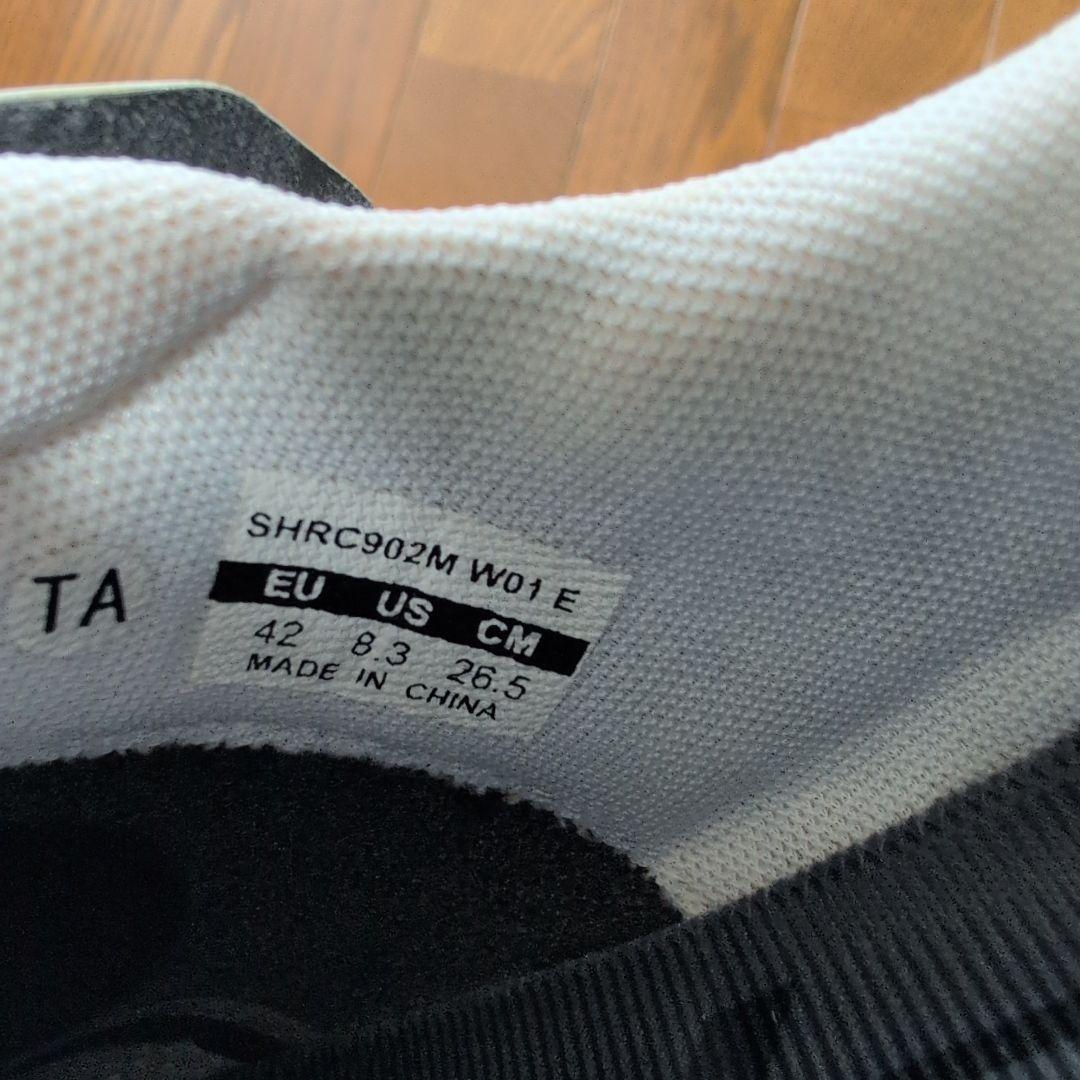 TA
SHRC902M W01 E
EU US CM
42 8.3 26.5
MADE IN CHINA